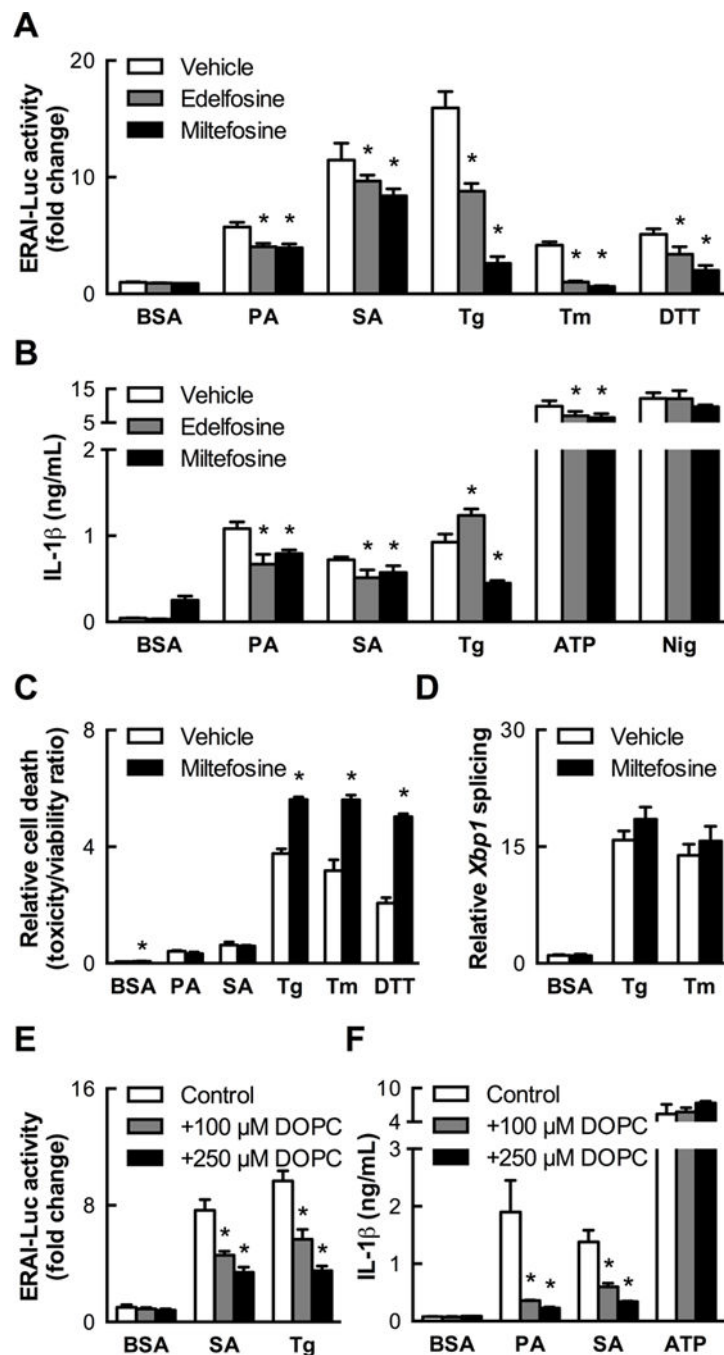 A
ERAI-Luc activity
(fold change)
20
10
0
Vehicle
Edelfosine
Miltefosine
* * * * * * * * * *
BSA PA SA Tg Tm DTT
B
IL-1β (ng/mL)
15
5
2
1
0
Vehicle
Edelfosine
Miltefosine
* * * * * * * *
BSA PA SA Tg ATP Nig
C
Relative cell death
(toxicity/viability ratio)
8
4
0
Vehicle
Miltefosine
* * * *
BSA PA SA Tg Tm DTT
D
Relative Xbp1 splicing
30
15
0
Vehicle
Miltefosine
BSA Tg Tm
E
ERAI-Luc activity
(fold change)
16
8
0
Control
+100 µM DOPC
+250 µM DOPC
* * * *
BSA SA Tg
F
IL-1β (ng/mL)
10
4
3
2
1
0
Control
+100 µM DOPC
+250 µM DOPC
* * * *
BSA PA SA ATP